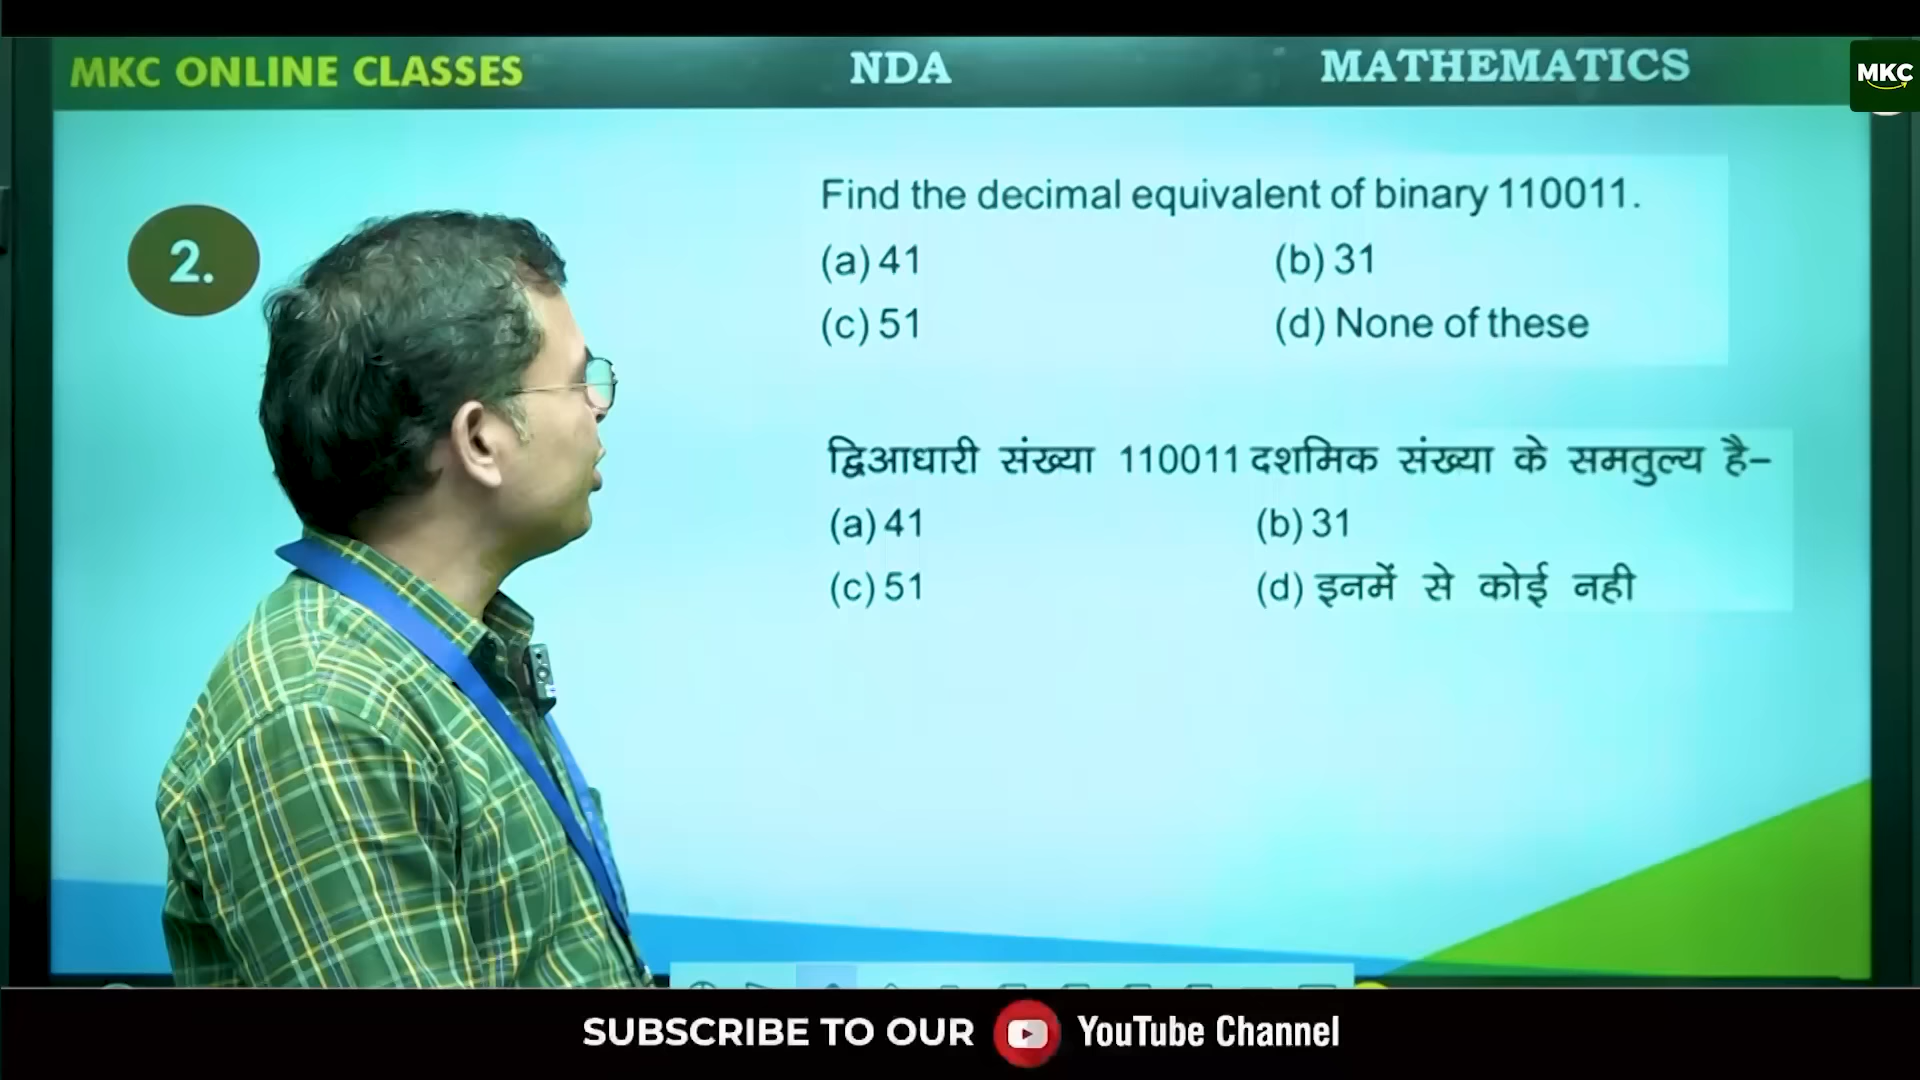 MKC ONLINE CLASSES NDA MATHEMATICS
MKC
2.
Find the decimal equivalent of binary 110011.
(a) 41 (b) 31
(c) 51 (d) None of these
द्विआधारी संख्या 110011 दशमिक संख्या के समतुल्य है–
(a) 41 (b) 31
(c) 51 (d) इनमें से कोई नही
SUBSCRIBE TO OUR YouTube Channel